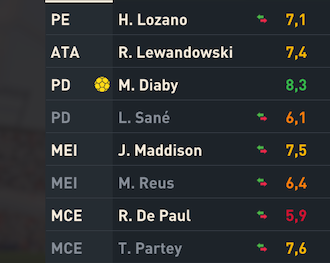 PE H. Lozano 7,1
ATA R. Lewandowski 7,4
PD M. Diaby 8,3
PD L. Sané 6,1
MEI J. Maddison 7,5
MEI M. Reus 6,4
MCE R. De Paul 5,9
MCE T. Partey 7,6